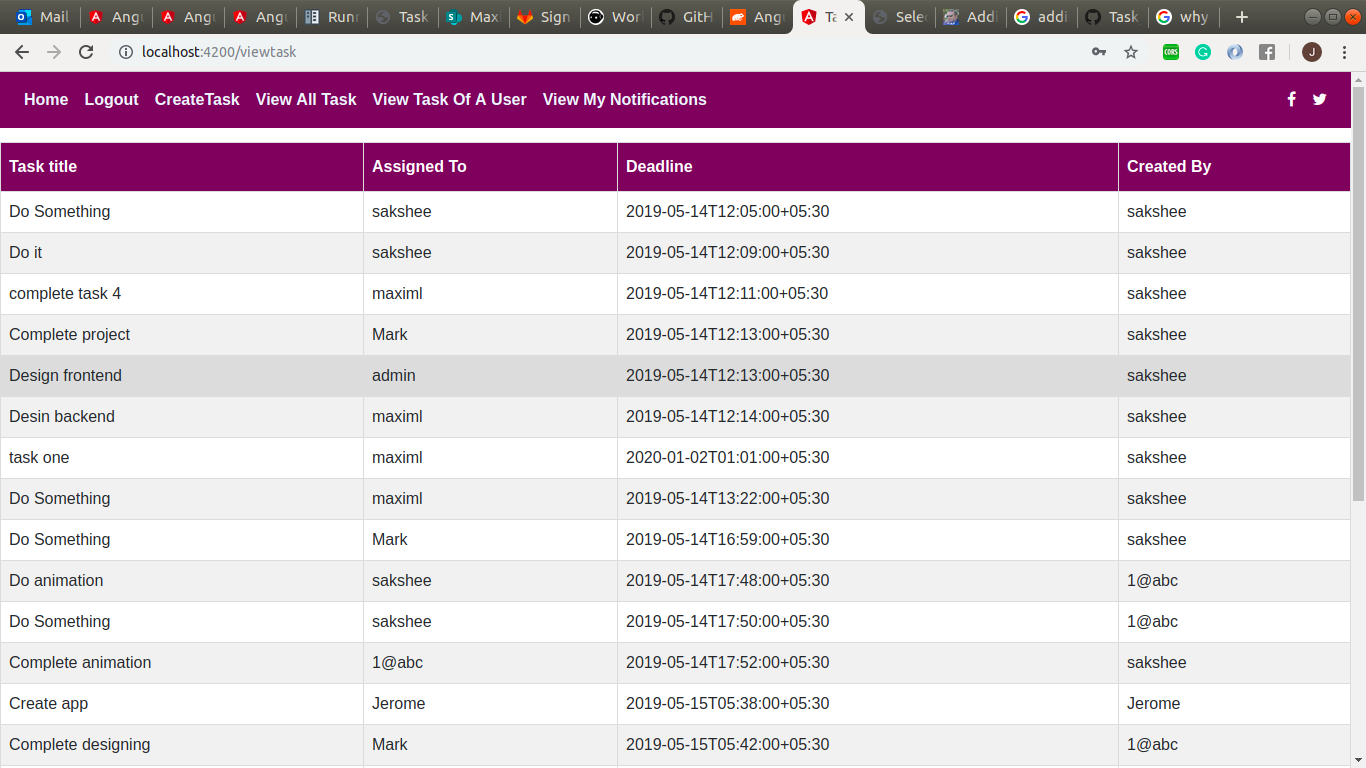 Mail Angu Angu Angu Runn Task Maxi Sign Wor GitH Angu Ta Sele Addi addi Task why
localhost:4200/viewtask
CORS
J
Home Logout CreateTask View All Task View Task Of A User View My Notifications
Task title Assigned To Deadline Created By
Do Something sakshee 2019-05-14T12:05:00+05:30 sakshee
Do it sakshee 2019-05-14T12:09:00+05:30 sakshee
complete task 4 maximl 2019-05-14T12:11:00+05:30 sakshee
Complete project Mark 2019-05-14T12:13:00+05:30 sakshee
Design frontend admin 2019-05-14T12:13:00+05:30 sakshee
Desin backend maximl 2019-05-14T12:14:00+05:30 sakshee
task one maximl 2020-01-02T01:01:00+05:30 sakshee
Do Something maximl 2019-05-14T13:22:00+05:30 sakshee
Do Something Mark 2019-05-14T16:59:00+05:30 sakshee
Do animation sakshee 2019-05-14T17:48:00+05:30 1@abc
Do Something sakshee 2019-05-14T17:50:00+05:30 1@abc
Complete animation 1@abc 2019-05-14T17:52:00+05:30 sakshee
Create app Jerome 2019-05-15T05:38:00+05:30 Jerome
Complete designing Mark 2019-05-15T05:42:00+05:30 1@abc